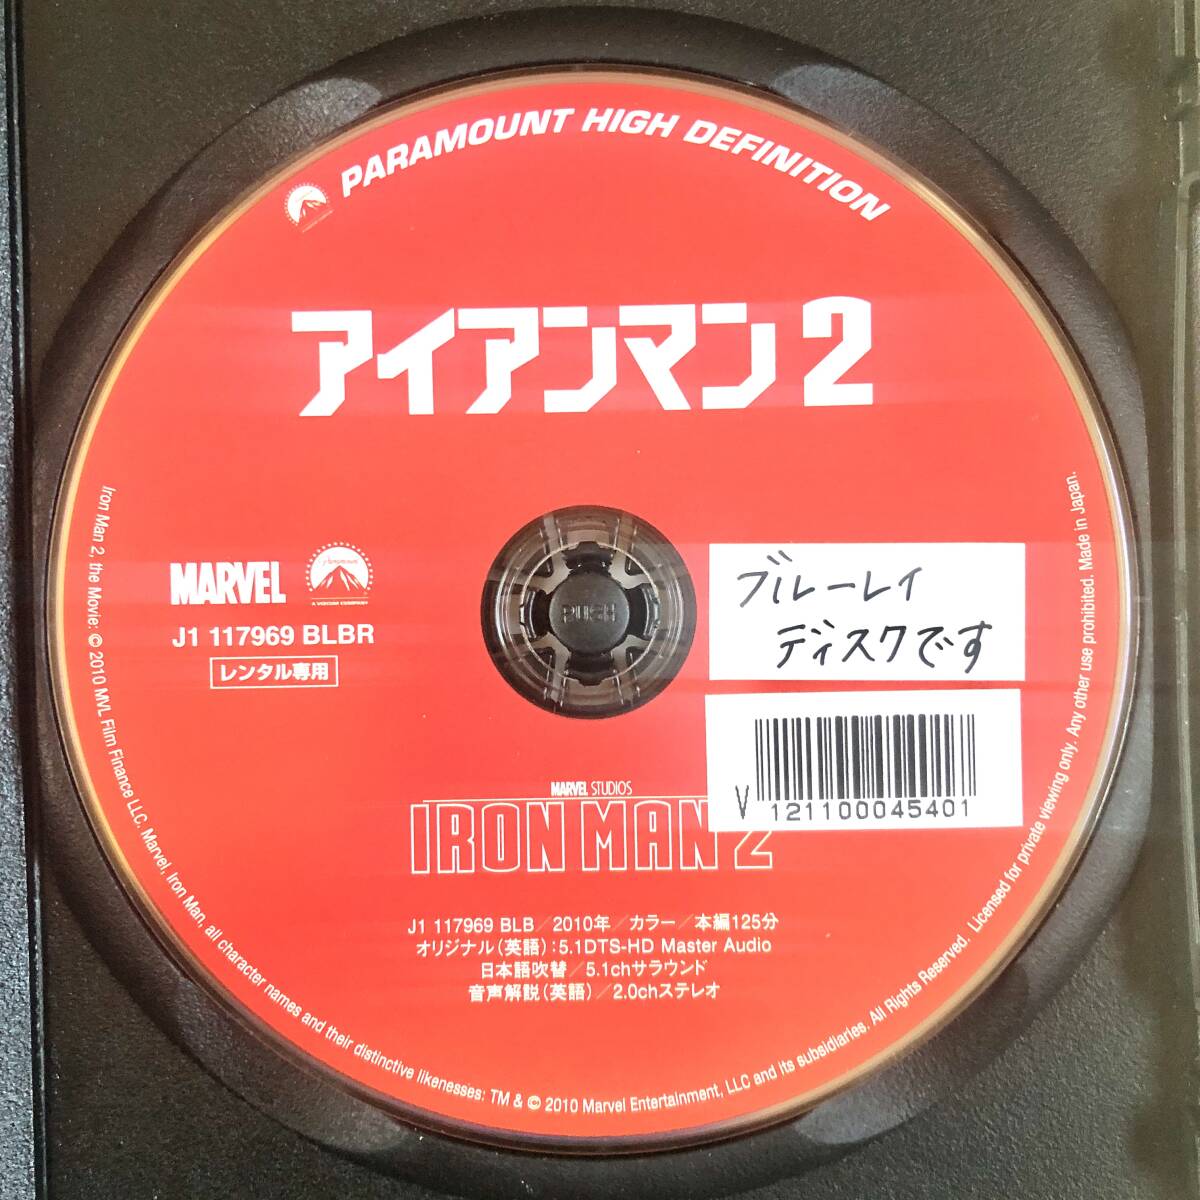 PARAMOUNT HIGH DEFINITION
アイアンマン2
MARVEL
Paramount
A VIACOM COMPANY
J1 117969 BLBR
レンタル専用
PUSH
ブルーレイ
ディスクです
V 121100045401
MARVEL STUDIOS
IRON MAN 2
J1 117969 BLB/2010年/カラー/本編125分
オリジナル(英語):5.1DTS-HD Master Audio
日本語吹替/5.1chサラウンド
音声解説(英語)/2.0chステレオ
Iron Man 2, the Movie: © 2010 MVL Film Finance LLC. Marvel, Iron Man, all character names and their distinctive likenesses: TM & © 2010 Marvel Entertainment, LLC and its subsidiaries. All Rights Reserved. Licensed for private viewing only. Any other use prohibited. Made in Japan.